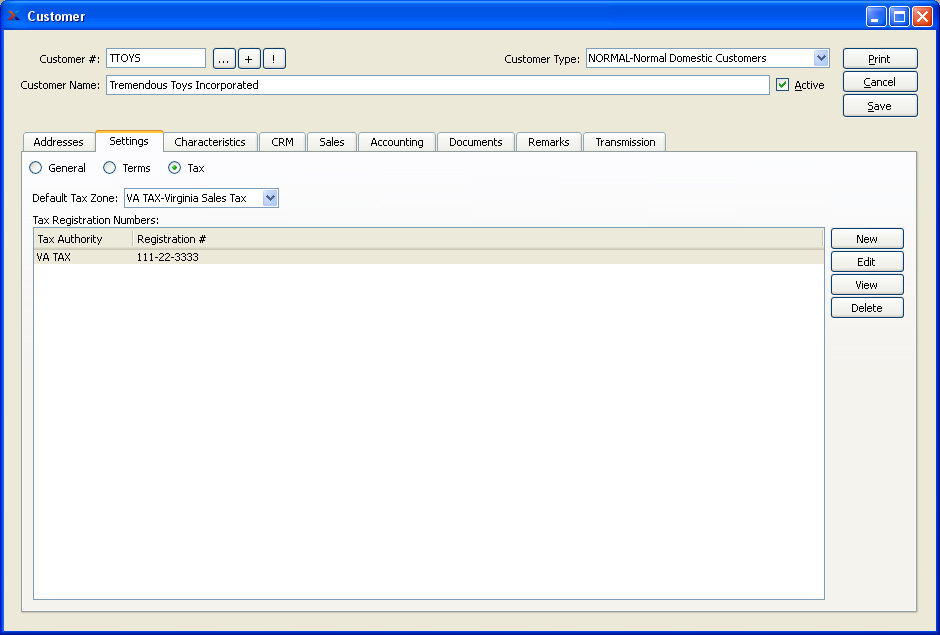 Customer
Customer #: TTOYS ... + ! Customer Type: NORMAL-Normal Domestic Customers Print
Customer Name: Tremendous Toys Incorporated Active Cancel
Save
Addresses Settings Characteristics CRM Sales Accounting Documents Remarks Transmission
General Terms Tax
Default Tax Zone: VA TAX-Virginia Sales Tax
Tax Registration Numbers:
Tax Authority Registration # New
VA TAX 111-22-3333 Edit
View
Delete